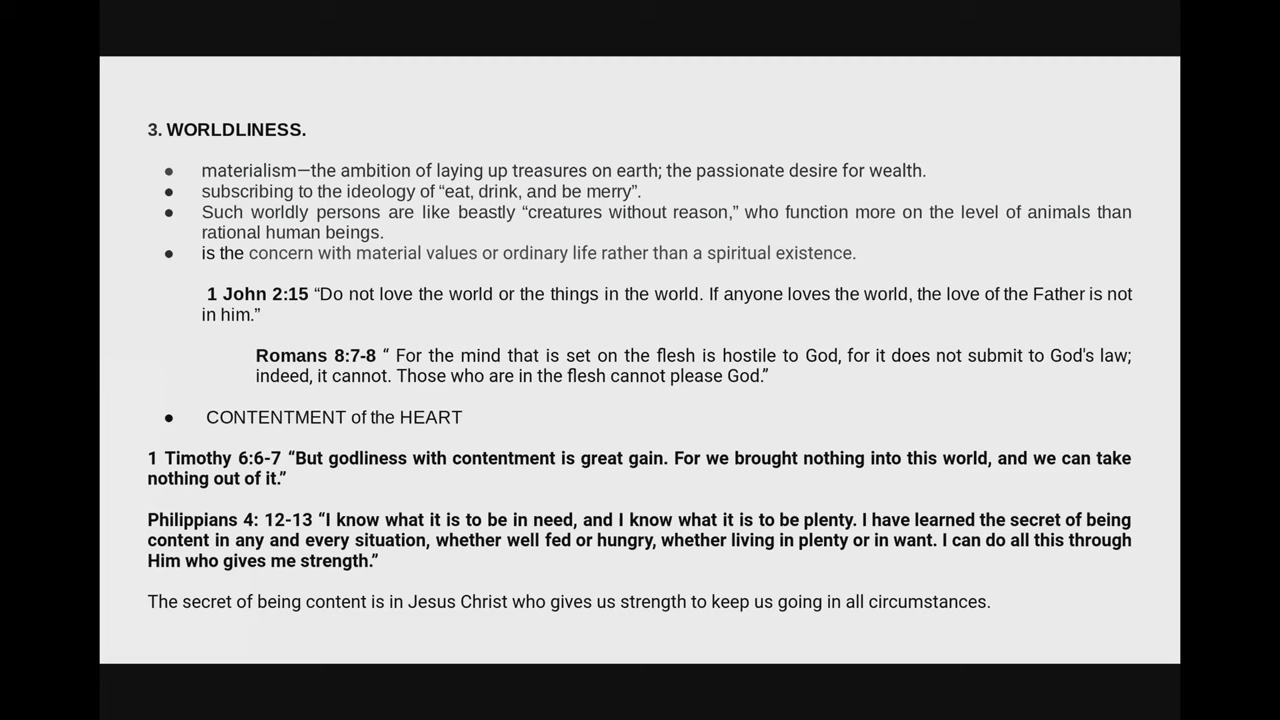 3. WORLDLINESS.
● materialism—the ambition of laying up treasures on earth; the passionate desire for wealth.
● subscribing to the ideology of “eat, drink, and be merry”.
● Such worldly persons are like beastly “creatures without reason,” who function more on the level of animals than
rational human beings.
● is the concern with material values or ordinary life rather than a spiritual existence.
1 John 2:15 “Do not love the world or the things in the world. If anyone loves the world, the love of the Father is not
in him.”
Romans 8:7-8 “ For the mind that is set on the flesh is hostile to God, for it does not submit to God's law;
indeed, it cannot. Those who are in the flesh cannot please God.”
● CONTENTMENT of the HEART
1 Timothy 6:6-7 “But godliness with contentment is great gain. For we brought nothing into this world, and we can take
nothing out of it.”
Philippians 4: 12-13 “I know what it is to be in need, and I know what it is to be plenty. I have learned the secret of being
content in any and every situation, whether well fed or hungry, whether living in plenty or in want. I can do all this through
Him who gives me strength.”
The secret of being content is in Jesus Christ who gives us strength to keep us going in all circumstances.